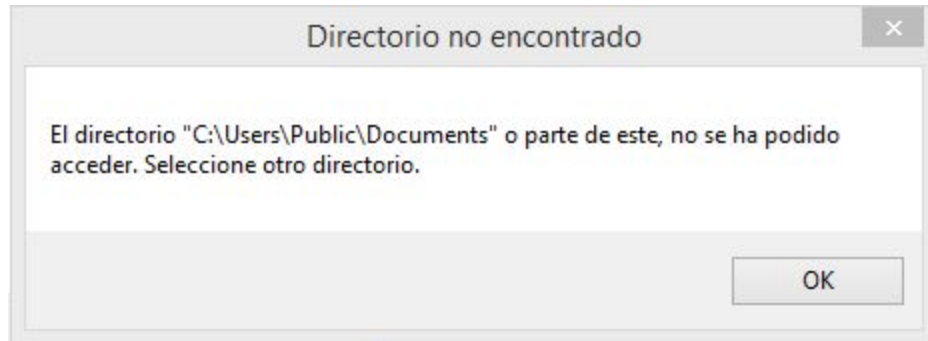 Directorio no encontrado
El directorio "C:\Users\Public\Documents" o parte de este, no se ha podido
acceder. Seleccione otro directorio.
OK